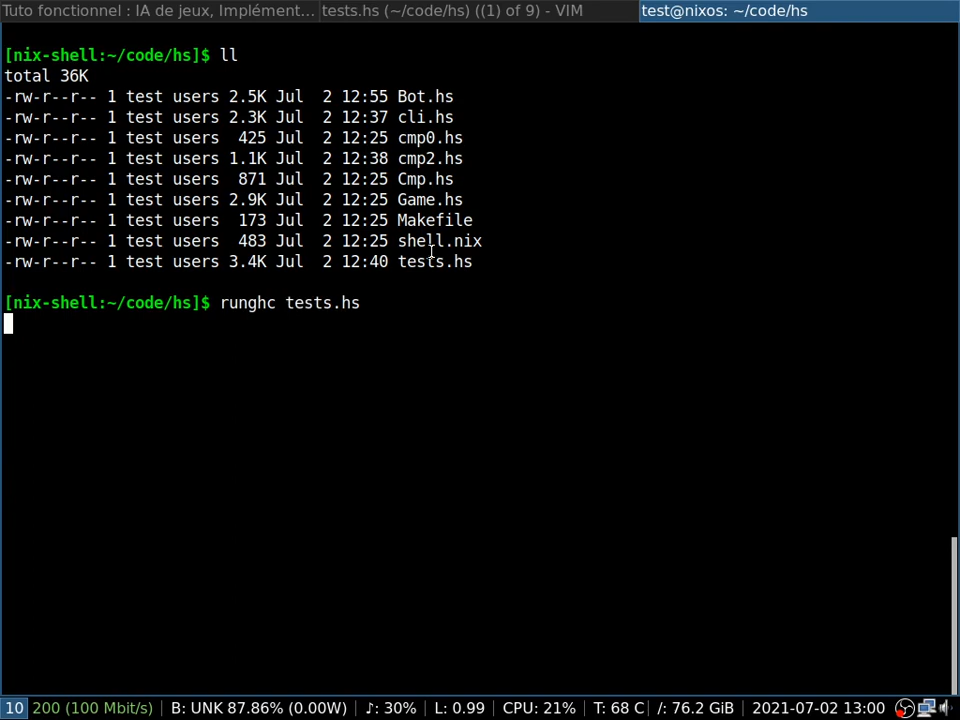 Tuto fonctionnel : IA de jeux, Implément... tests.hs (~/code/hs) ((1) of 9) - VIM test@nixos: ~/code/hs
[nix-shell:~/code/hs]$ ll
total 36K
-rw-r--r-- 1 test users 2.5K Jul  2 12:55 Bot.hs
-rw-r--r-- 1 test users 2.3K Jul  2 12:37 cli.hs
-rw-r--r-- 1 test users  425 Jul  2 12:25 cmp0.hs
-rw-r--r-- 1 test users 1.1K Jul  2 12:38 cmp2.hs
-rw-r--r-- 1 test users  871 Jul  2 12:25 Cmp.hs
-rw-r--r-- 1 test users 2.9K Jul  2 12:25 Game.hs
-rw-r--r-- 1 test users  173 Jul  2 12:25 Makefile
-rw-r--r-- 1 test users  483 Jul  2 12:25 shell.nix
-rw-r--r-- 1 test users 3.4K Jul  2 12:40 tests.hs
[nix-shell:~/code/hs]$ runghc tests.hs
10 200 (100 Mbit/s) B: UNK 87.86% (0.00W) ♪: 30% L: 0.99 CPU: 21% T: 68 C /: 76.2 GiB 2021-07-02 13:00